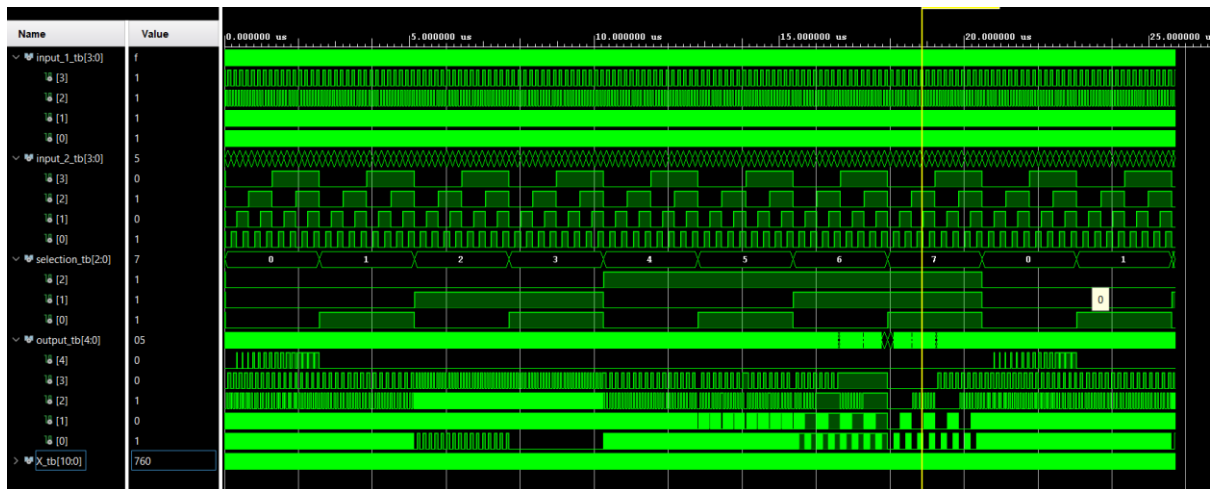 Name Value
0.000000 us 5.000000 us 10.000000 us 15.000000 us 20.000000 us 25.000000 u
input_1_tb[3:0] f
[3] 1
[2] 1
[1] 1
[0] 1
input_2_tb[3:0] 5
[3] 0
[2] 1
[1] 0
[0] 1
selection_tb[2:0] 7 0 1 2 3 4 5 6 7 0 1
[2] 1
[1] 1 0
[0] 1
output_tb[4:0] 05
[4] 0
[3] 0
[2] 1
[1] 0
[0] 1
X_tb[10:0] 760